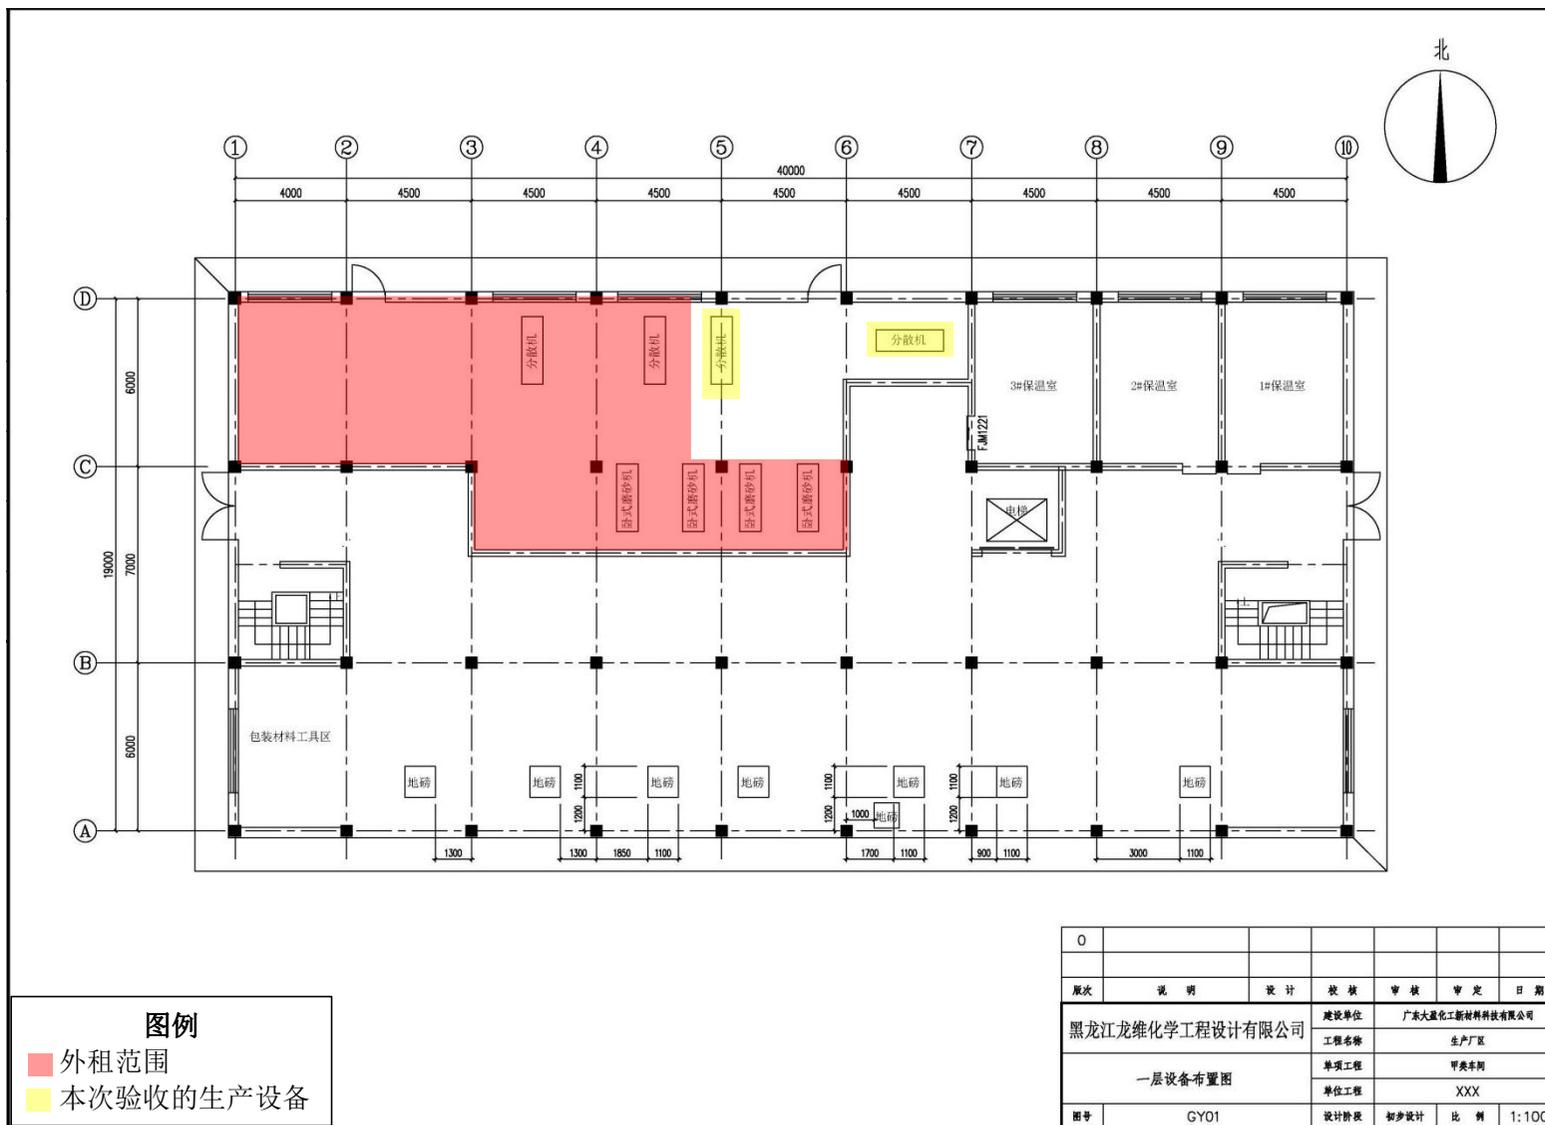 北
① ② ③ ④ ⑤ ⑥ ⑦ ⑧ ⑨ ⑩
40000
4000 4500 4500 4500 4500 4500 4500 4500 4500
D
分散机 分散机 分散机 分散机
6000
3#保温室 2#保温室 1#保温室
FJM1221
C
卧式磨砂机 卧式磨砂机 卧式磨砂机 卧式磨砂机
电梯
19000 7000
上 上
B
6000
包装材料工具区
地磅 地磅 1100 地磅 地磅 1100 地磅 1100 地磅 地磅
1200 1200 1000 地磅 1200
A
1300 1300 1850 1100 1700 1100 900 1100 3000 1100
图例
外租范围
本次验收的生产设备
0
版次 说明 设计 校核 审核 审定 日期
黑龙江龙维化学工程设计有限公司
建设单位 广东大盈化工新材料科技有限公司
工程名称 生产厂区
一层设备布置图
单项工程 甲类车间
单位工程 XXX
图号 GY01 设计阶段 初步设计 比例 1:100